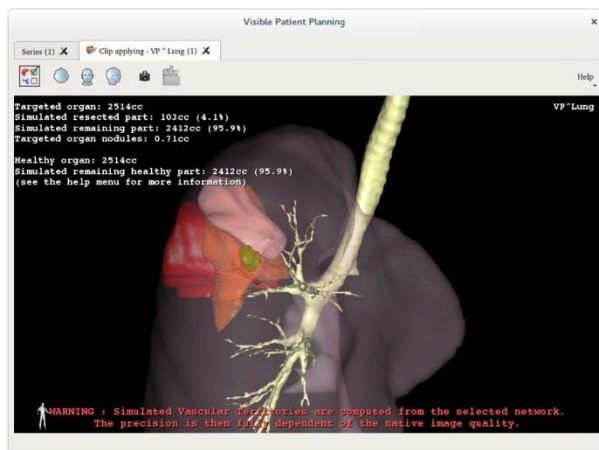 Visible Patient Planning
Series (1)
Clip applying - VP^Lung (1)
Help
Targeted organ: 2514cc
Simulated resected part: 103cc (4.1%)
Simulated remaining part: 2412cc (95.9%)
Targeted organ nodules: 0.71cc
VP^Lung
Healthy organ: 2514cc
Simulated remaining healthy part: 2412cc (95.9%)
(see the help menu for more information)
WARNING : Simulated Vascular Territories are computed from the selected network.
The precision is then fully dependent of the native image quality.